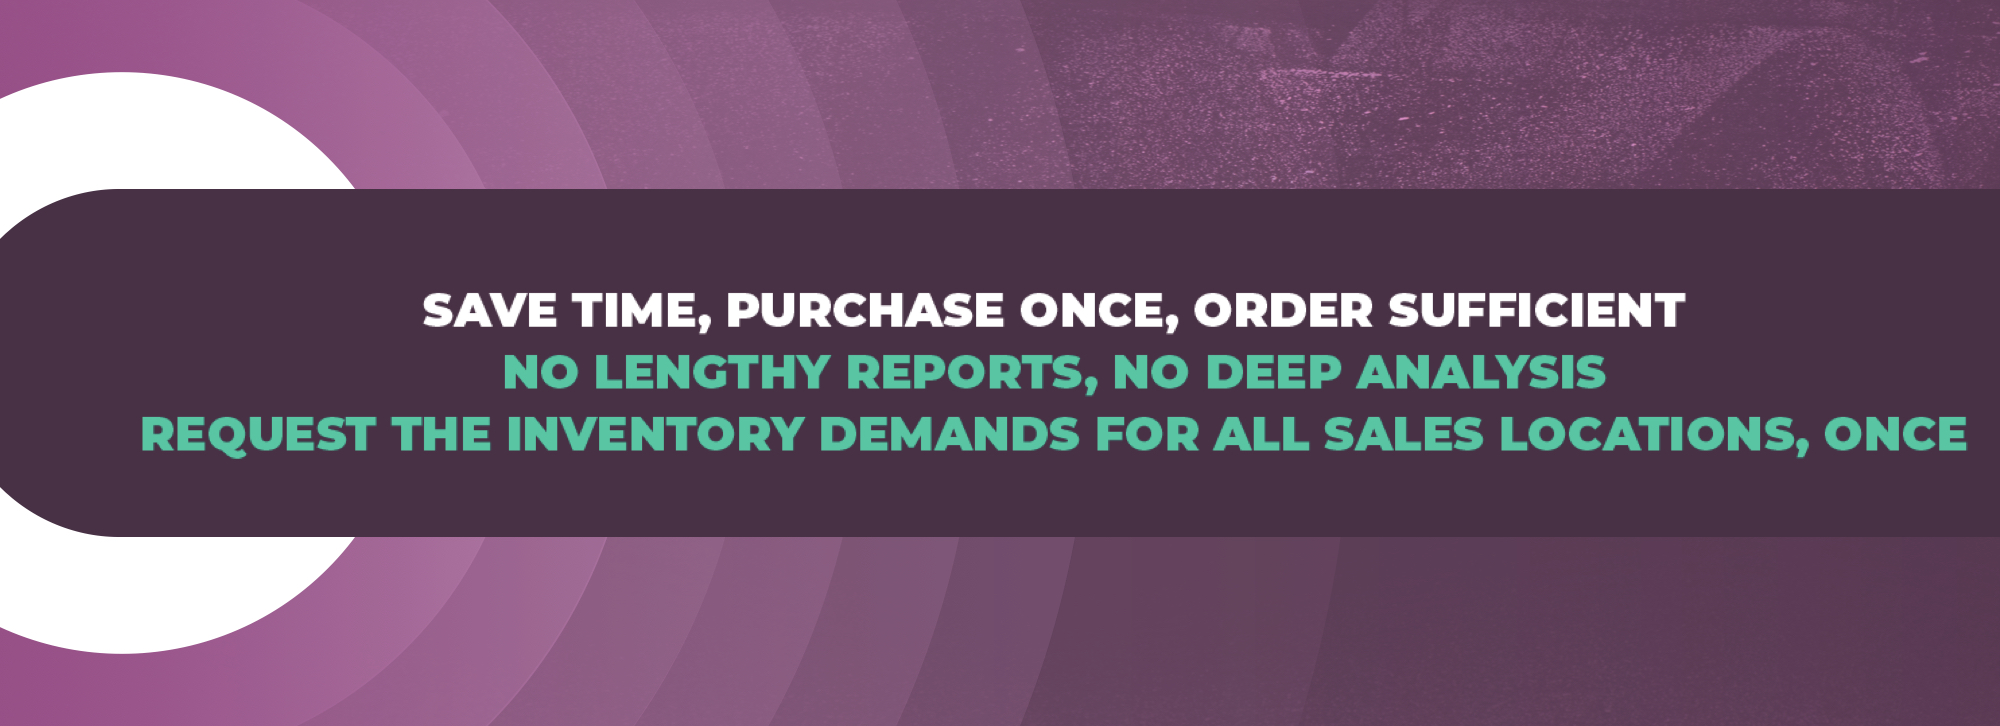 SAVE TIME, PURCHASE ONCE, ORDER SUFFICIENT
NO LENGTHY REPORTS, NO DEEP ANALYSIS
REQUEST THE INVENTORY DEMANDS FOR ALL SALES LOCATIONS, ONCE